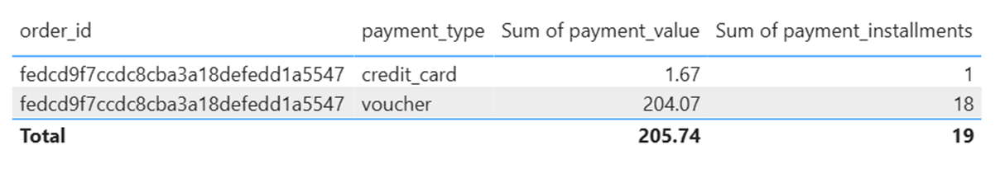 order_id payment_type Sum of payment_value Sum of payment_installments
fedcd9f7ccdc8cba3a18defedd1a5547 credit_card 1.67 1
fedcd9f7ccdc8cba3a18defedd1a5547 voucher 204.07 18
Total 205.74 19